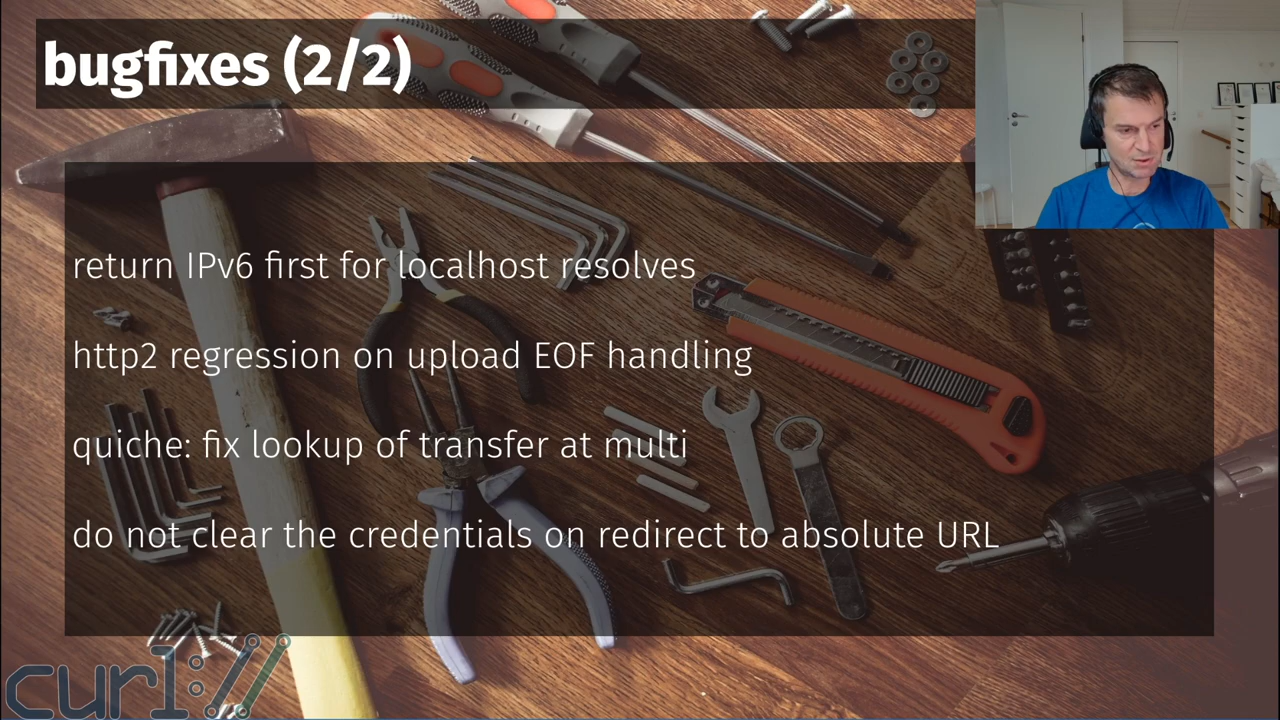 bugfixes (2/2)
return IPv6 first for localhost resolves
http2 regression on upload EOF handling
quiche: fix lookup of transfer at multi
do not clear the credentials on redirect to absolute URL
curl://